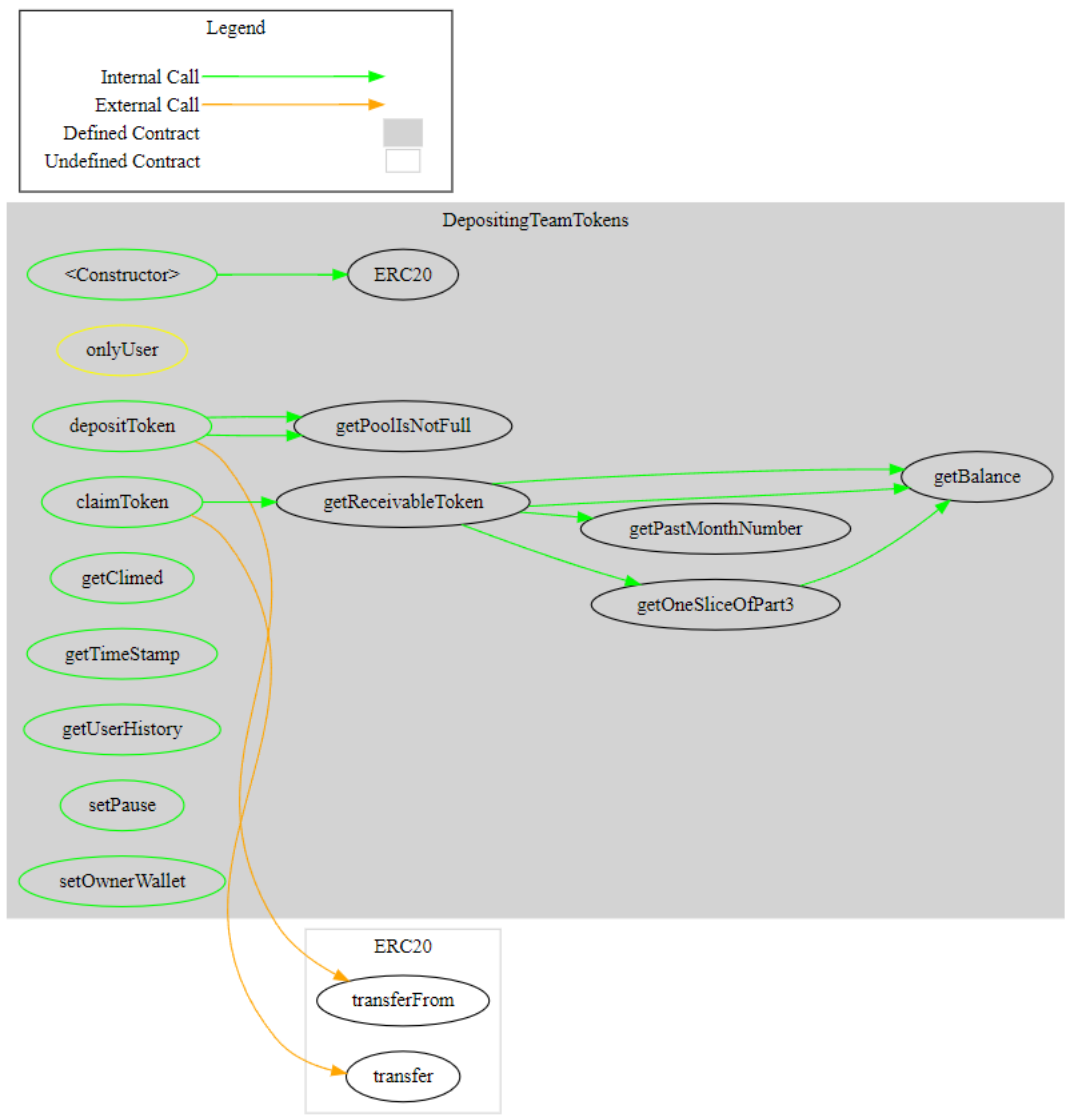 Legend
Internal Call
External Call
Defined Contract
Undefined Contract
DepositingTeamTokens
<Constructor>
ERC20
onlyUser
depositToken
getPoolIsNotFull
claimToken
getReceivableToken
getBalance
getPastMonthNumber
getClimed
getOneSliceOfPart3
getTimeStamp
getUserHistory
setPause
setOwnerWallet
ERC20
transferFrom
transfer